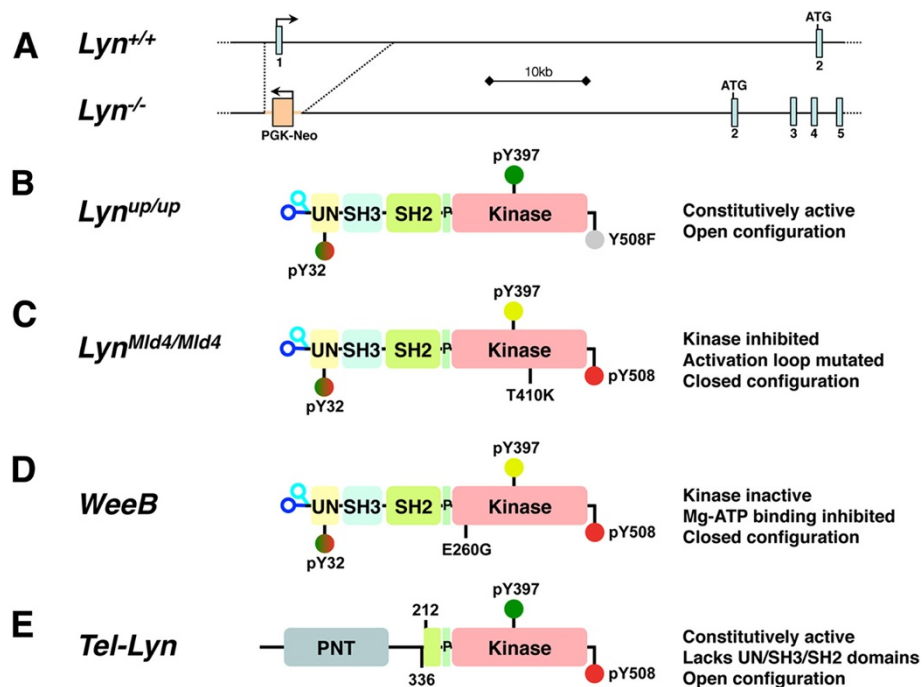 A
Lyn+/+
1
ATG
2
10kb
Lyn-/-
PGK-Neo
ATG
2
3
4
5
B
Lynup/up
pY397
UN
SH3
SH2
P
Kinase
Y508F
pY32
Constitutively active
Open configuration
C
LynMld4/Mld4
pY397
UN
SH3
SH2
P
Kinase
pY508
pY32
T410K
Kinase inhibited
Activation loop mutated
Closed configuration
D
WeeB
pY397
UN
SH3
SH2
P
Kinase
pY508
pY32
E260G
Kinase inactive
Mg-ATP binding inhibited
Closed configuration
E
Tel-Lyn
PNT
212
336
pY397
P
Kinase
pY508
Constitutively active
Lacks UN/SH3/SH2 domains
Open configuration